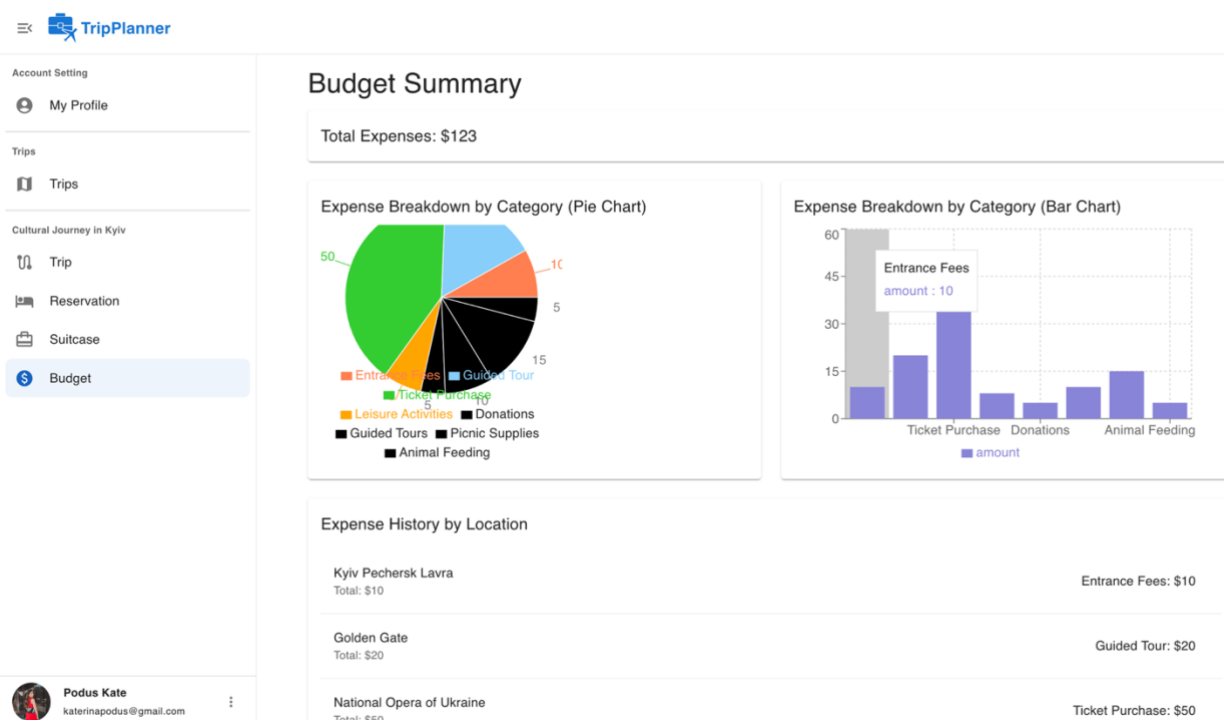 TripPlanner
Account Setting
My Profile
Trips
Trips
Cultural Journey in Kyiv
Trip
Reservation
Suitcase
Budget
Podus Kate
katerinapodus@gmail.com
Budget Summary
Total Expenses: $123
Expense Breakdown by Category (Pie Chart)
50
10
5
15
10
5
Entrance Fees Guided Tour
Ticket Purchase
Leisure Activities Donations
Guided Tours Picnic Supplies
Animal Feeding
Expense Breakdown by Category (Bar Chart)
60
45
30
15
0
Entrance Fees
amount : 10
Ticket Purchase Donations Animal Feeding
amount
Expense History by Location
Kyiv Pechersk Lavra
Total: $10
Entrance Fees: $10
Golden Gate
Total: $20
Guided Tour: $20
National Opera of Ukraine
Total: $50
Ticket Purchase: $50